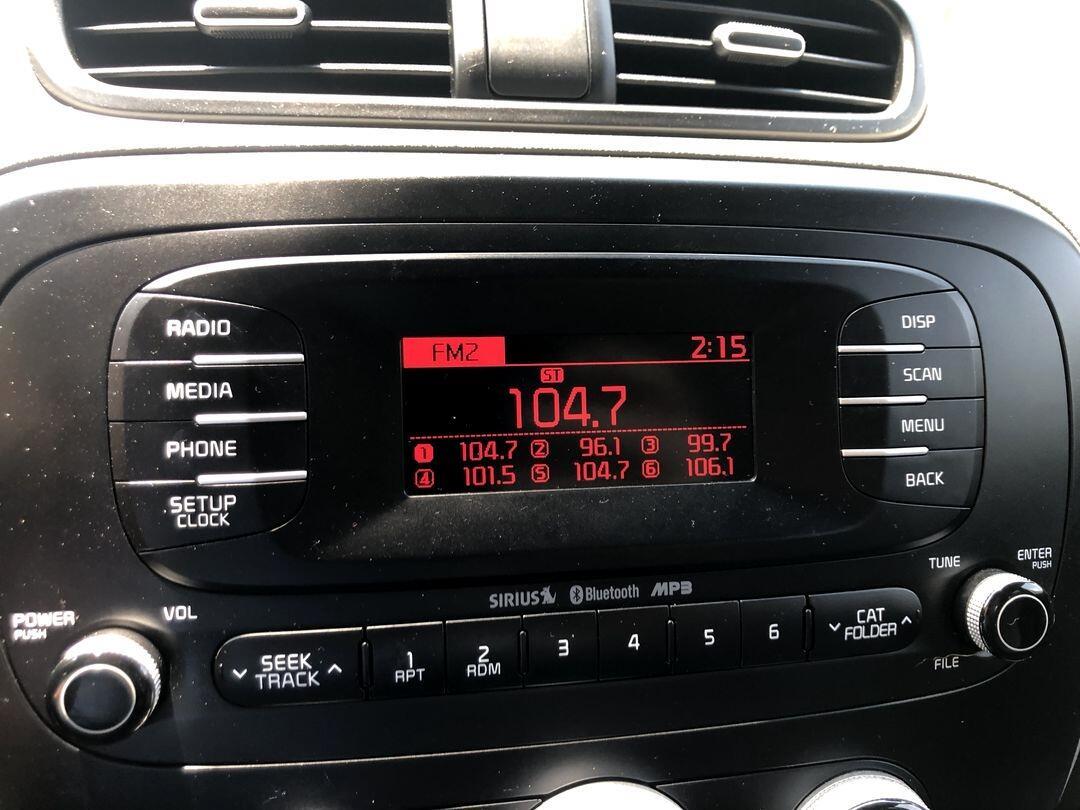 RADIO
MEDIA
PHONE
SETUP
CLOCK
FM2 2:15
ST
104.7
1 104.7 2 96.1 3 99.7
4 101.5 5 104.7 6 106.1
DISP
SCAN
MENU
BACK
POWER
PUSH
VOL
SIRIUS Bluetooth MP3
TUNE
ENTER
PUSH
SEEK
TRACK
1
RPT
2
RDM
3
4
5
6
CAT
FOLDER
FILE